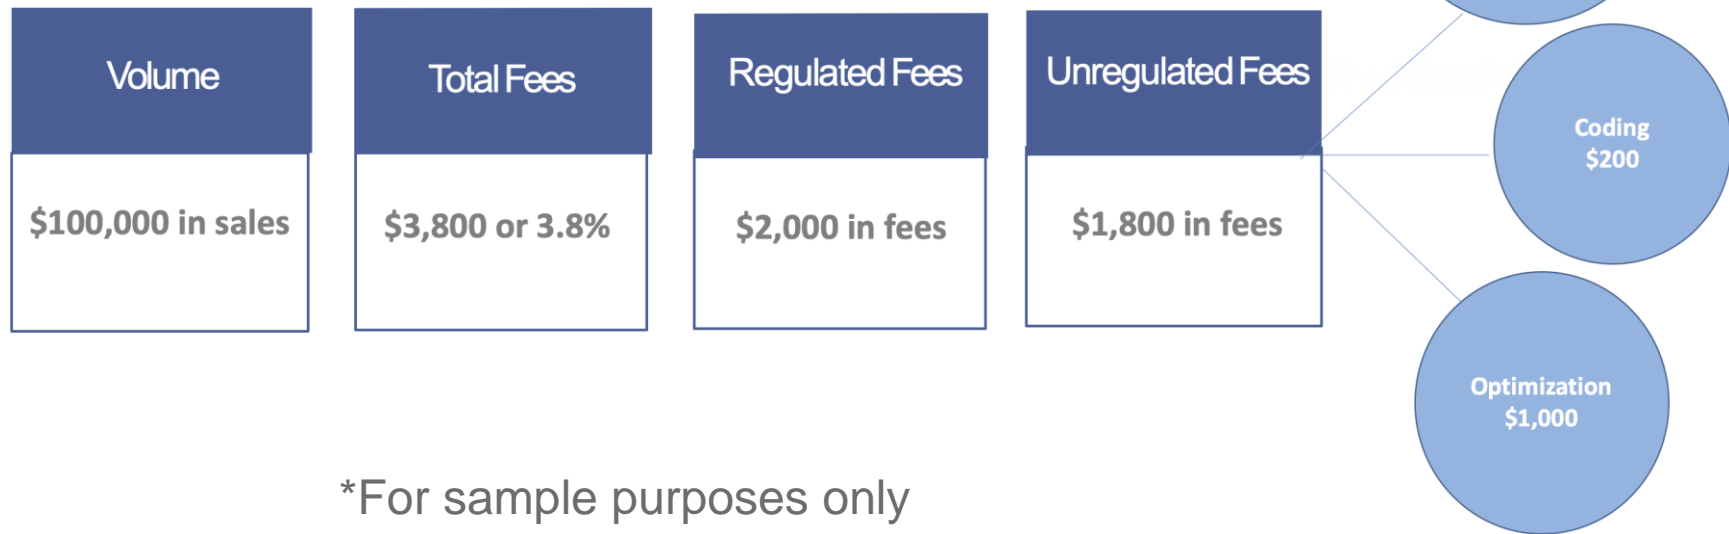 Volume
Total Fees
Regulated Fees
Unregulated Fees
$100,000 in sales
$3,800 or 3.8%
$2,000 in fees
$1,800 in fees
Coding
$200
Optimization
$1,000
*For sample purposes only